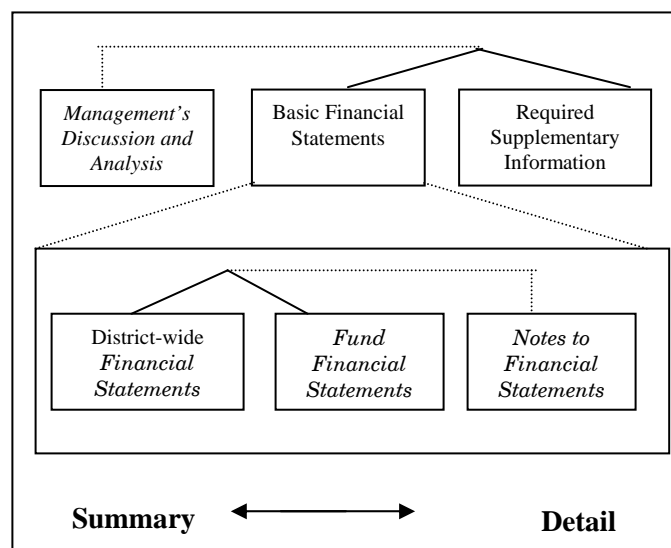 Management's
Discussion and
Analysis
Basic Financial
Statements
Required
Supplementary
Information
District-wide
Financial
Statements
Fund
Financial
Statements
Notes to
Financial
Statements
Summary
Detail